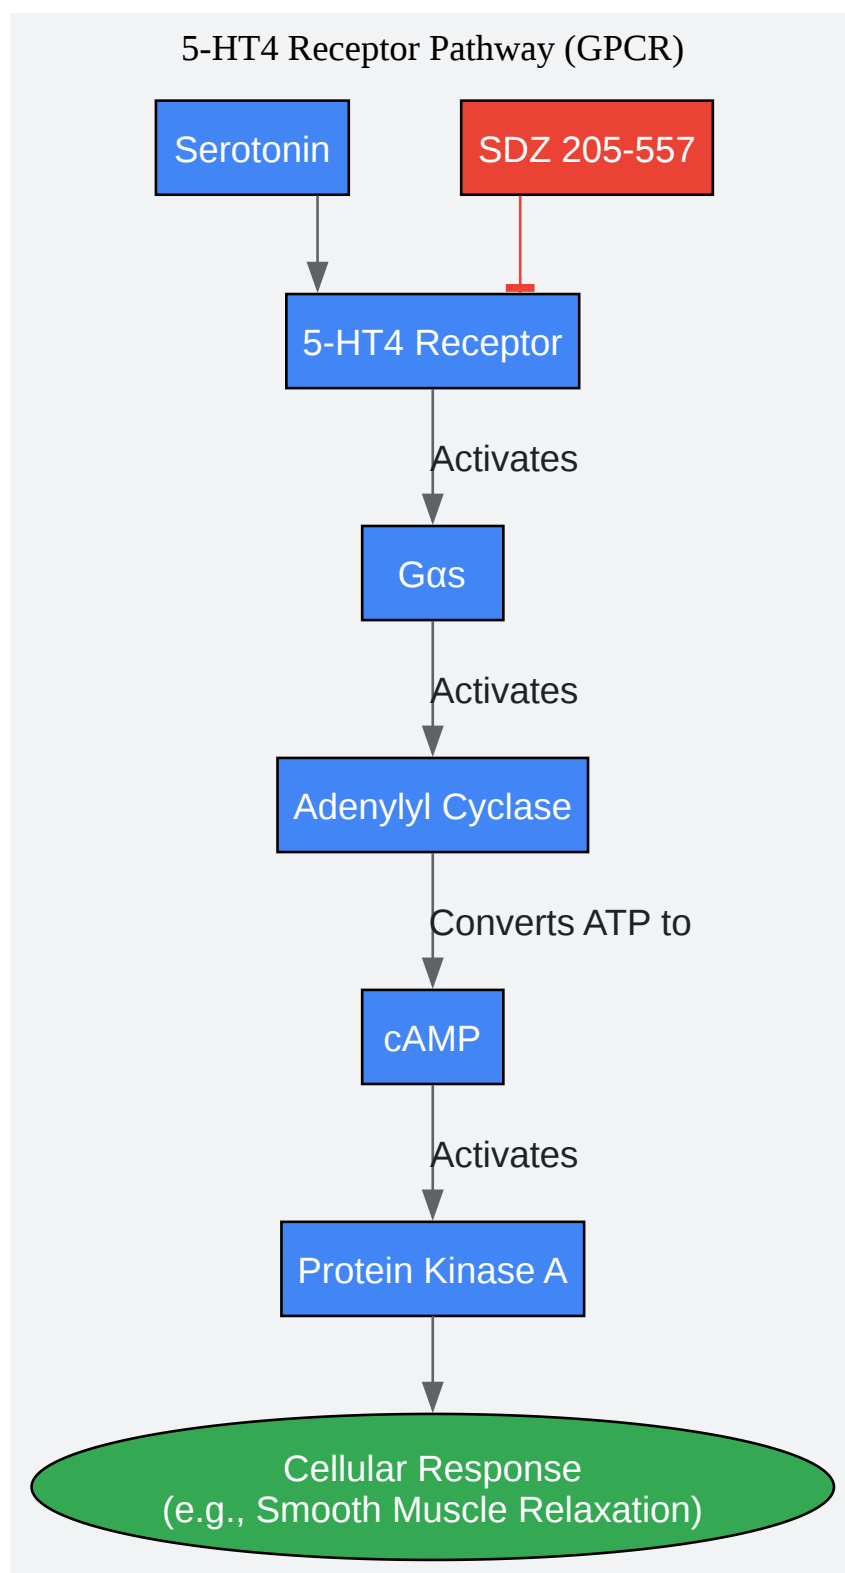 5-HT4 Receptor Pathway (GPCR)
Serotonin
SDZ 205-557
5-HT4 Receptor
Activates
Gαs
Activates
Adenylyl Cyclase
Converts ATP to
cAMP
Activates
Protein Kinase A
Cellular Response
(e.g., Smooth Muscle Relaxation)